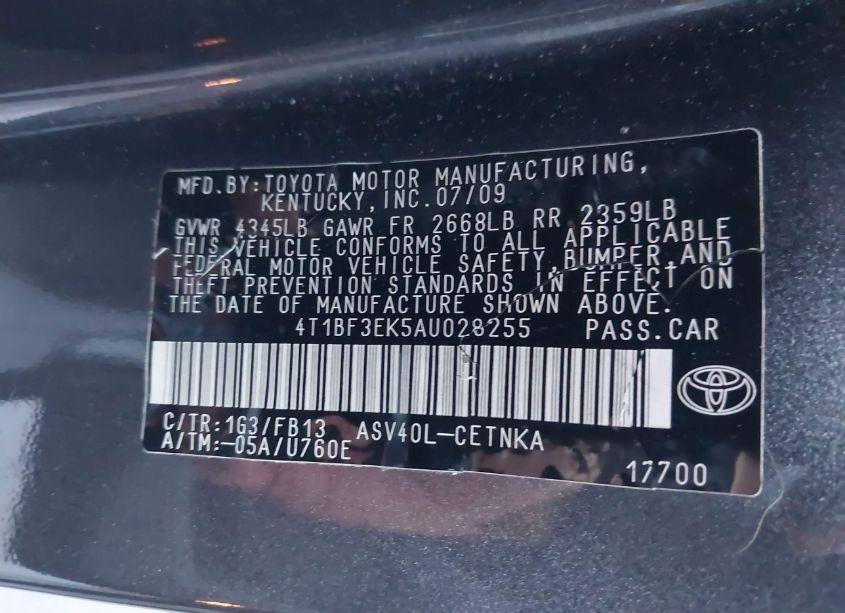 MFD.BY:TOYOTA MOTOR MANUFACTURING,
KENTUCKY,INC.07/09
GVWR 4345LB GAWR FR 2668LB RR 2359LB
THIS VEHICLE CONFORMS TO ALL APPLICABLE
FEDERAL MOTOR VEHICLE SAFETY,BUMPER,AND
THEFT PREVENTION STANDARDS IN EFFECT ON
THE DATE OF MANUFACTURE SHOWN ABOVE.
4T1BF3EK5AU028255 PASS.CAR
C/TR:1G3/FB13 ASV40L-CETNKA
A/TM:-05A/U760E
17700